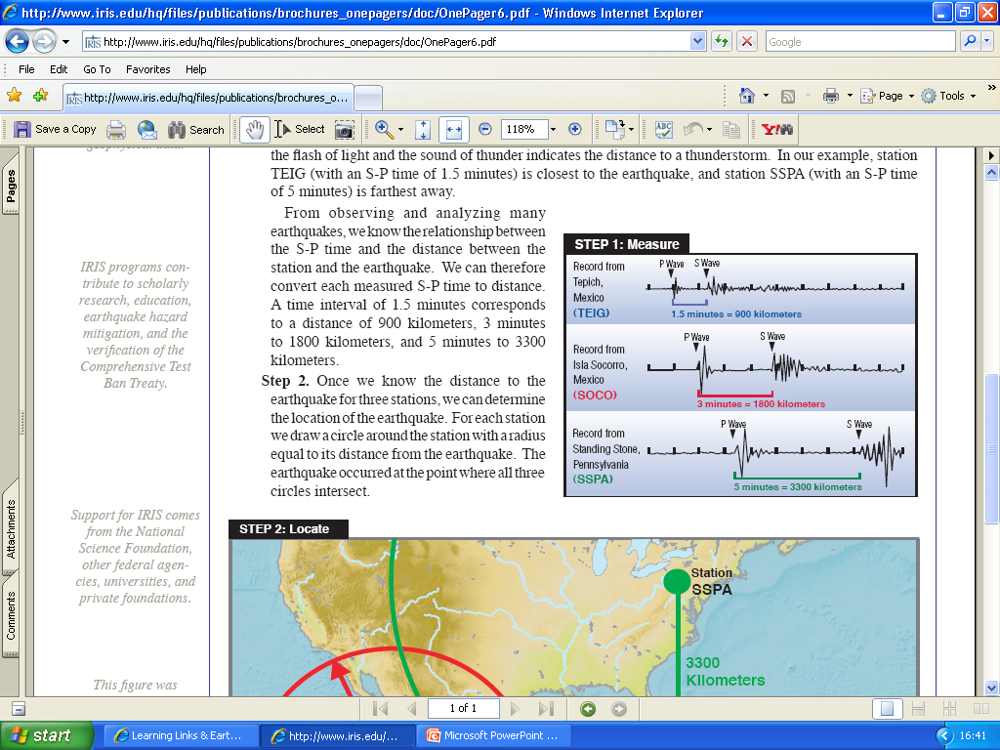 http://www.iris.edu/hq/files/publications/brochures_onepagers/doc/OnePager6.pdf - Windows Internet Explorer
http://www.iris.edu/hq/files/publications/brochures_onepagers/doc/OnePager6.pdf
Google
File Edit Go To Favorites Help
http://www.iris.edu/hq/files/publications/brochures_o...
Page Tools
Save a Copy Search Select 118% Y!
Pages
Attachments
Comments
the flash of light and the sound of thunder indicates the distance to a thunderstorm. In our example, station
TEIG (with an S-P time of 1.5 minutes) is closest to the earthquake, and station SSPA (with an S-P time
of 5 minutes) is farthest away.
From observing and analyzing many
earthquakes, we know the relationship between
the S-P time and the distance between the
station and the earthquake. We can therefore
convert each measured S-P time to distance.
A time interval of 1.5 minutes corresponds
to a distance of 900 kilometers, 3 minutes
to 1800 kilometers, and 5 minutes to 3300
kilometers.
Step 2. Once we know the distance to the
earthquake for three stations, we can determine
the location of the earthquake. For each station
we draw a circle around the station with a radius
equal to its distance from the earthquake. The
earthquake occurred at the point where all three
circles intersect.
IRIS programs con-
tribute to scholarly
research, education,
earthquake hazard
mitigation, and the
verification of the
Comprehensive Test
Ban Treaty.
Support for IRIS comes
from the National
Science Foundation,
other federal agen-
cies, universities, and
private foundations.
This figure was
STEP 1: Measure
Record from
Tepich,
Mexico
(TEIG)
P Wave S Wave
1.5 minutes = 900 kilometers
Record from
Isla Socorro,
Mexico
(SOCO)
P Wave S Wave
3 minutes = 1800 kilometers
Record from
Standing Stone,
Pennsylvania
(SSPA)
P Wave S Wave
5 minutes = 3300 kilometers
STEP 2: Locate
Station
SSPA
3300
Kilometers
1 of 1
start Learning Links & Eart... http://www.iris.edu/... Microsoft PowerPoint ... 16:41